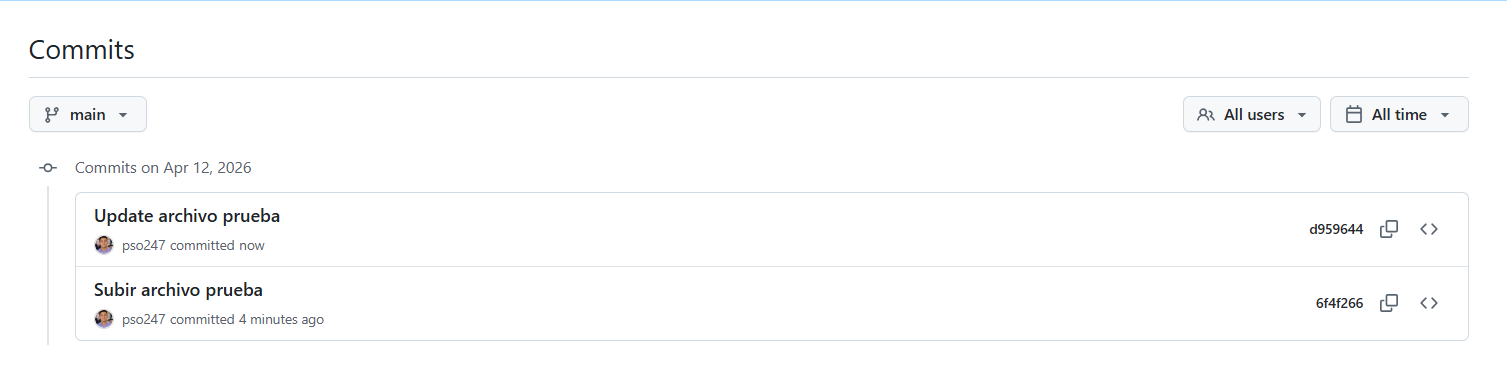 Commits
main
All users
All time
Commits on Apr 12, 2026
Update archivo prueba
d959644
pso247 committed now
Subir archivo prueba
6f4f266
pso247 committed 4 minutes ago